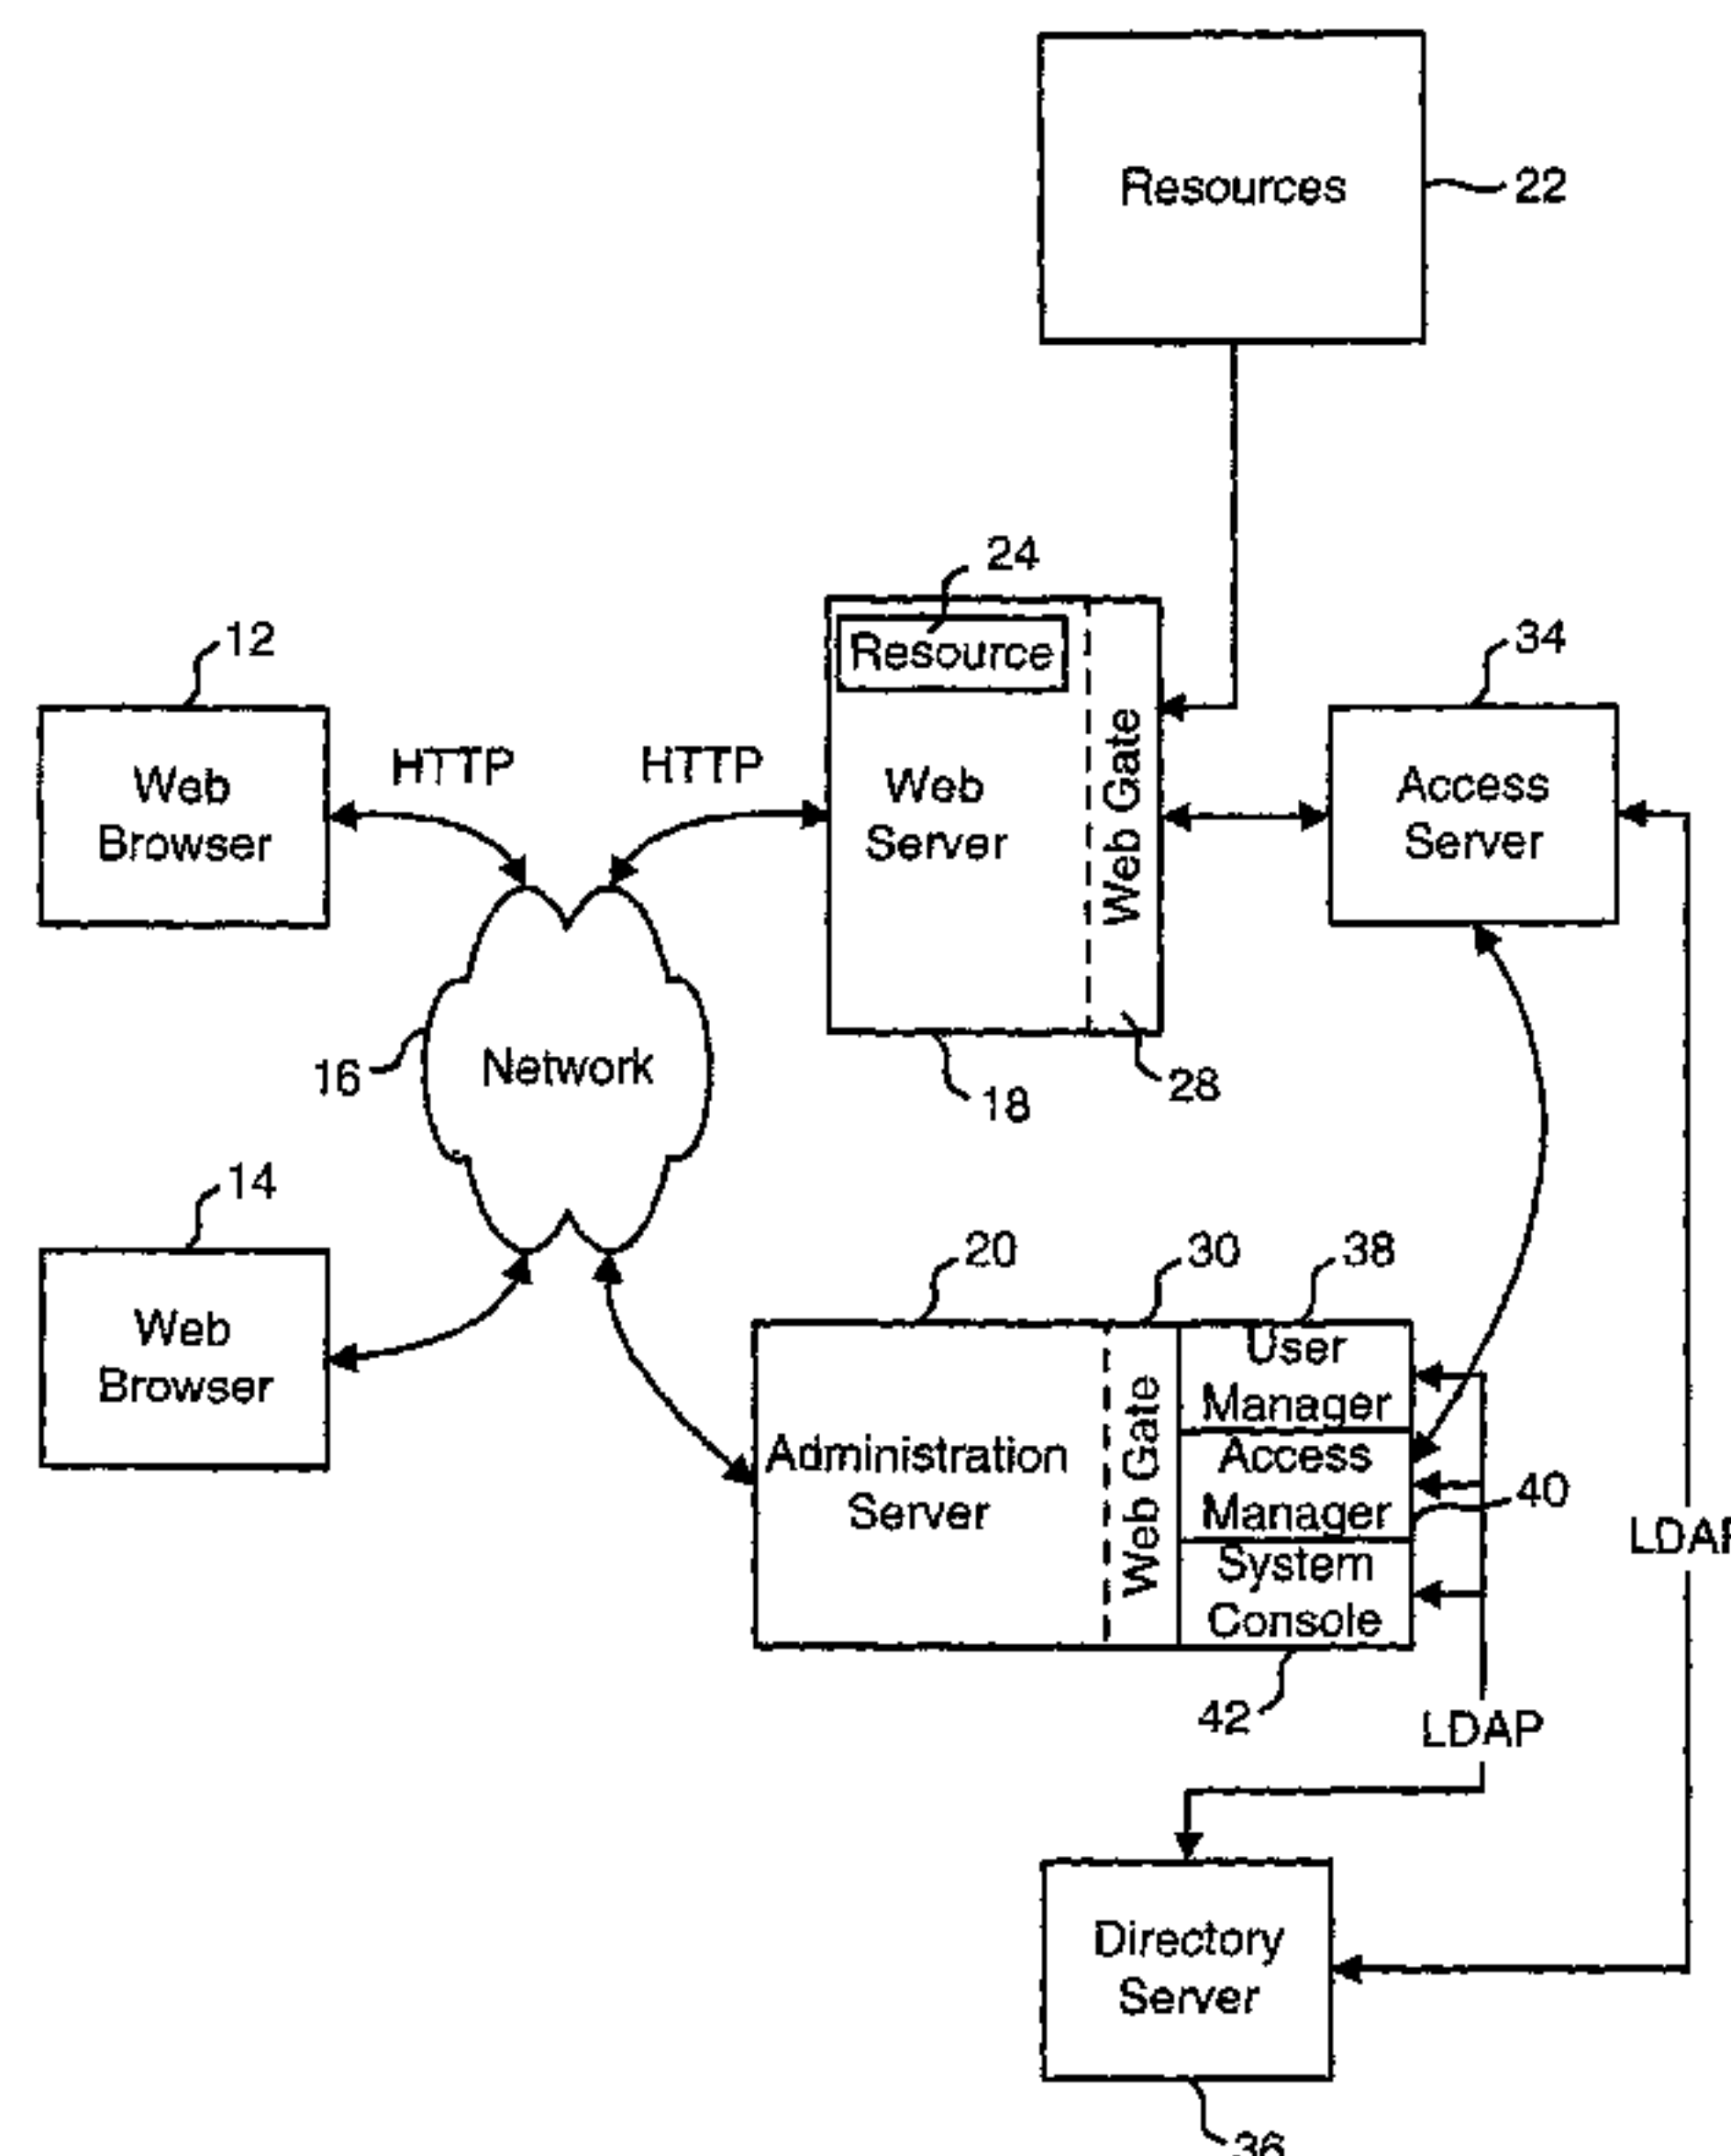 Resources
22
24
Resource
12
34
HTTP
HTTP
Web
Browser
Web
Server
Web Gate
Access
Server
16
Network
18
28
14
20
30
38
Web
Browser
Administration
Server
Web Gate
User
Manager
Access
Manager
System
Console
40
42
LDAP
Directory
Server
36